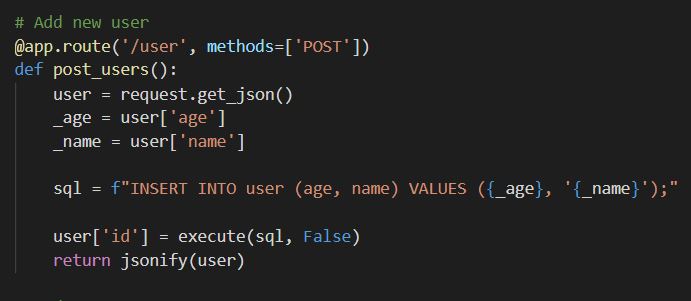 # Add new user
@app.route('/user', methods=['POST'])
def post_users():
    user = request.get_json()
    _age = user['age']
    _name = user['name']
    sql = f"INSERT INTO user (age, name) VALUES ({_age}, '{_name}');"
    user['id'] = execute(sql, False)
    return jsonify(user)